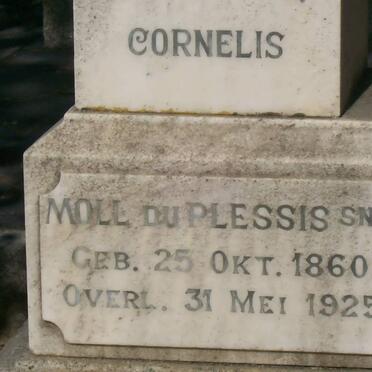 CORNELIS
MOLL DU PLESSIS SN
GEB. 25 OKT. 1860
OVERL. 31 MEI 1925